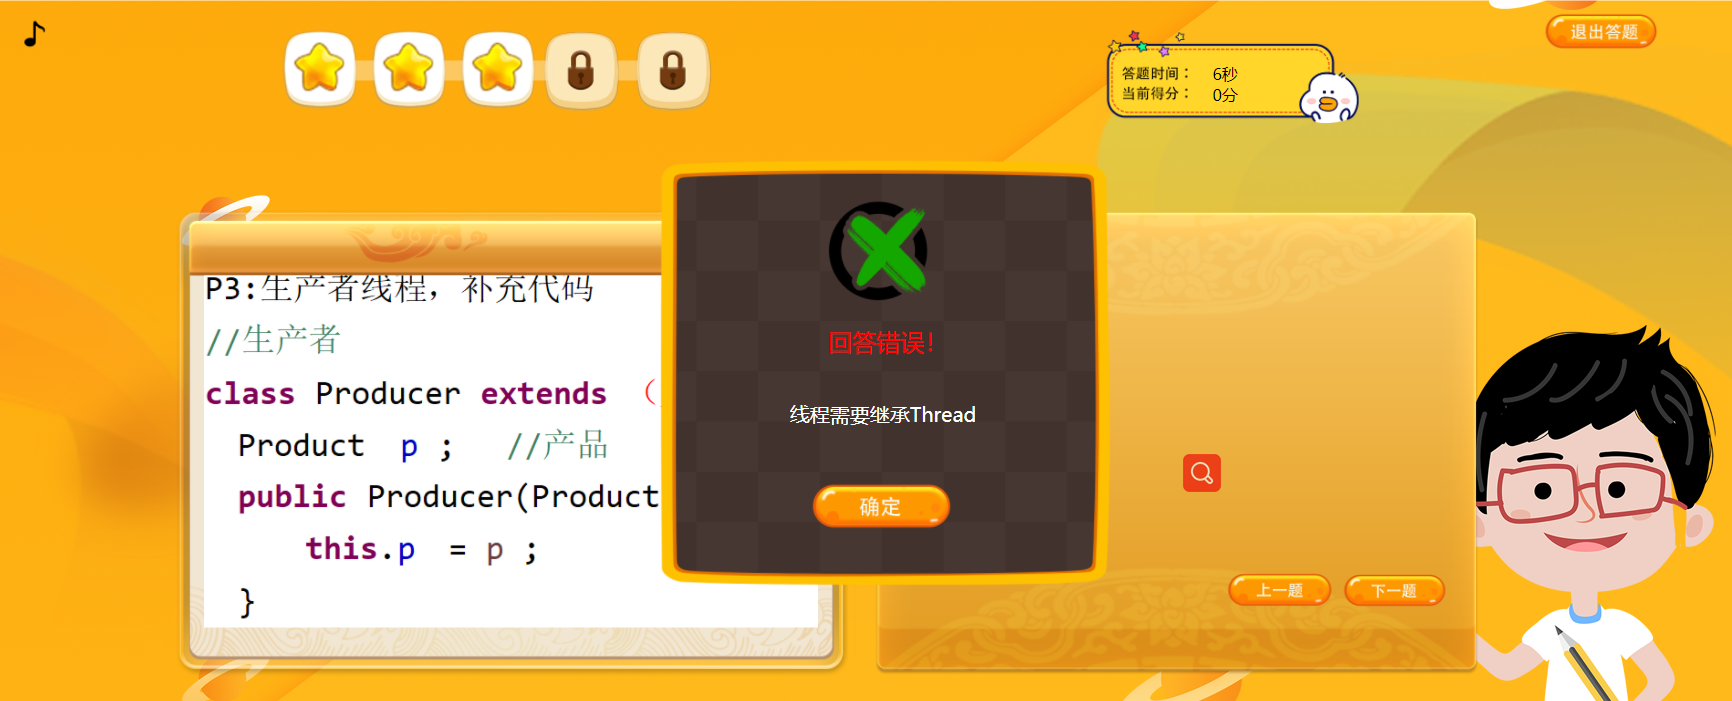 退出答题
答题时间： 6秒
当前得分： 0分
P3:生产者线程，补充代码
//生产者
class Producer extends （
Product p ; //产品
public Producer(Product
this.p = p ;
}
回答错误!
线程需要继承Thread
确定
上一题 下一题